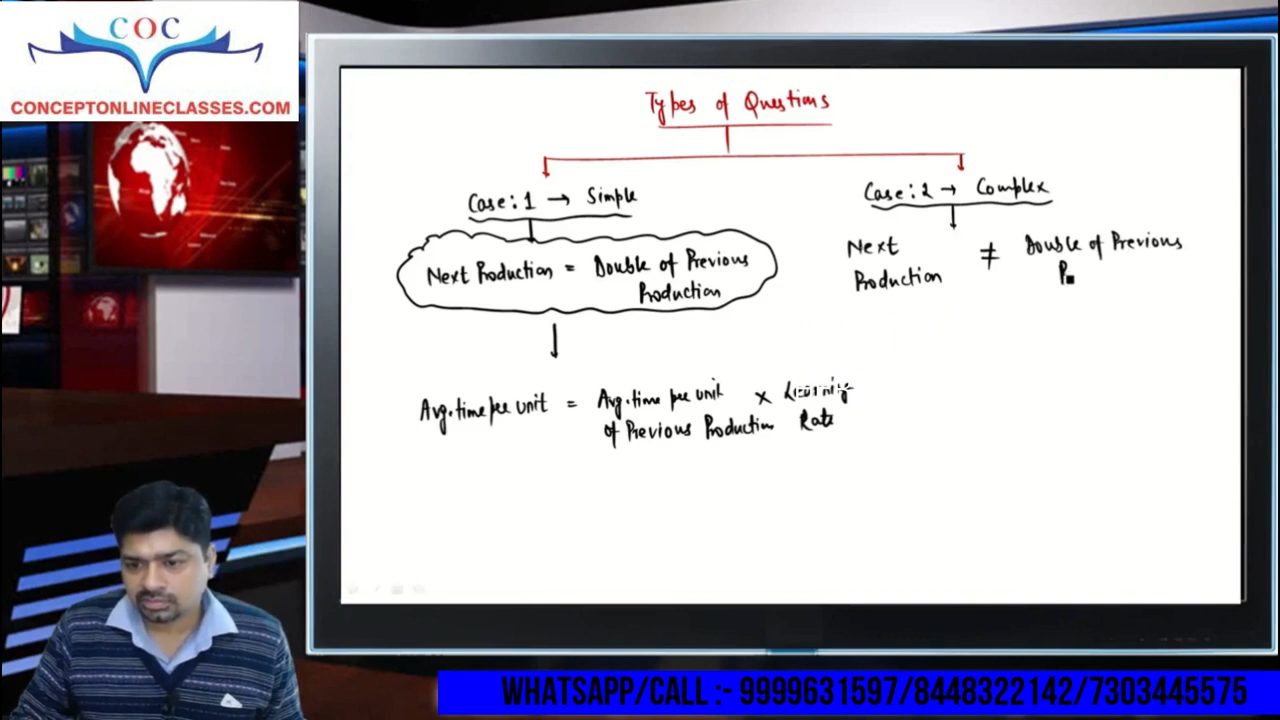 COC
CONCEPTONLINECLASSES.COM
Types of Questions
Case: 1 → Simple
Case: 2 → Complex
Next Production = Double of Previous
Production
Next
Production
≠
Double of Previous
P
Avg. time per unit = Avg. time per unit × Learning
of Previous Production Rate
WHATSAPP/CALL :- 9999631597/8448322142/7303445575